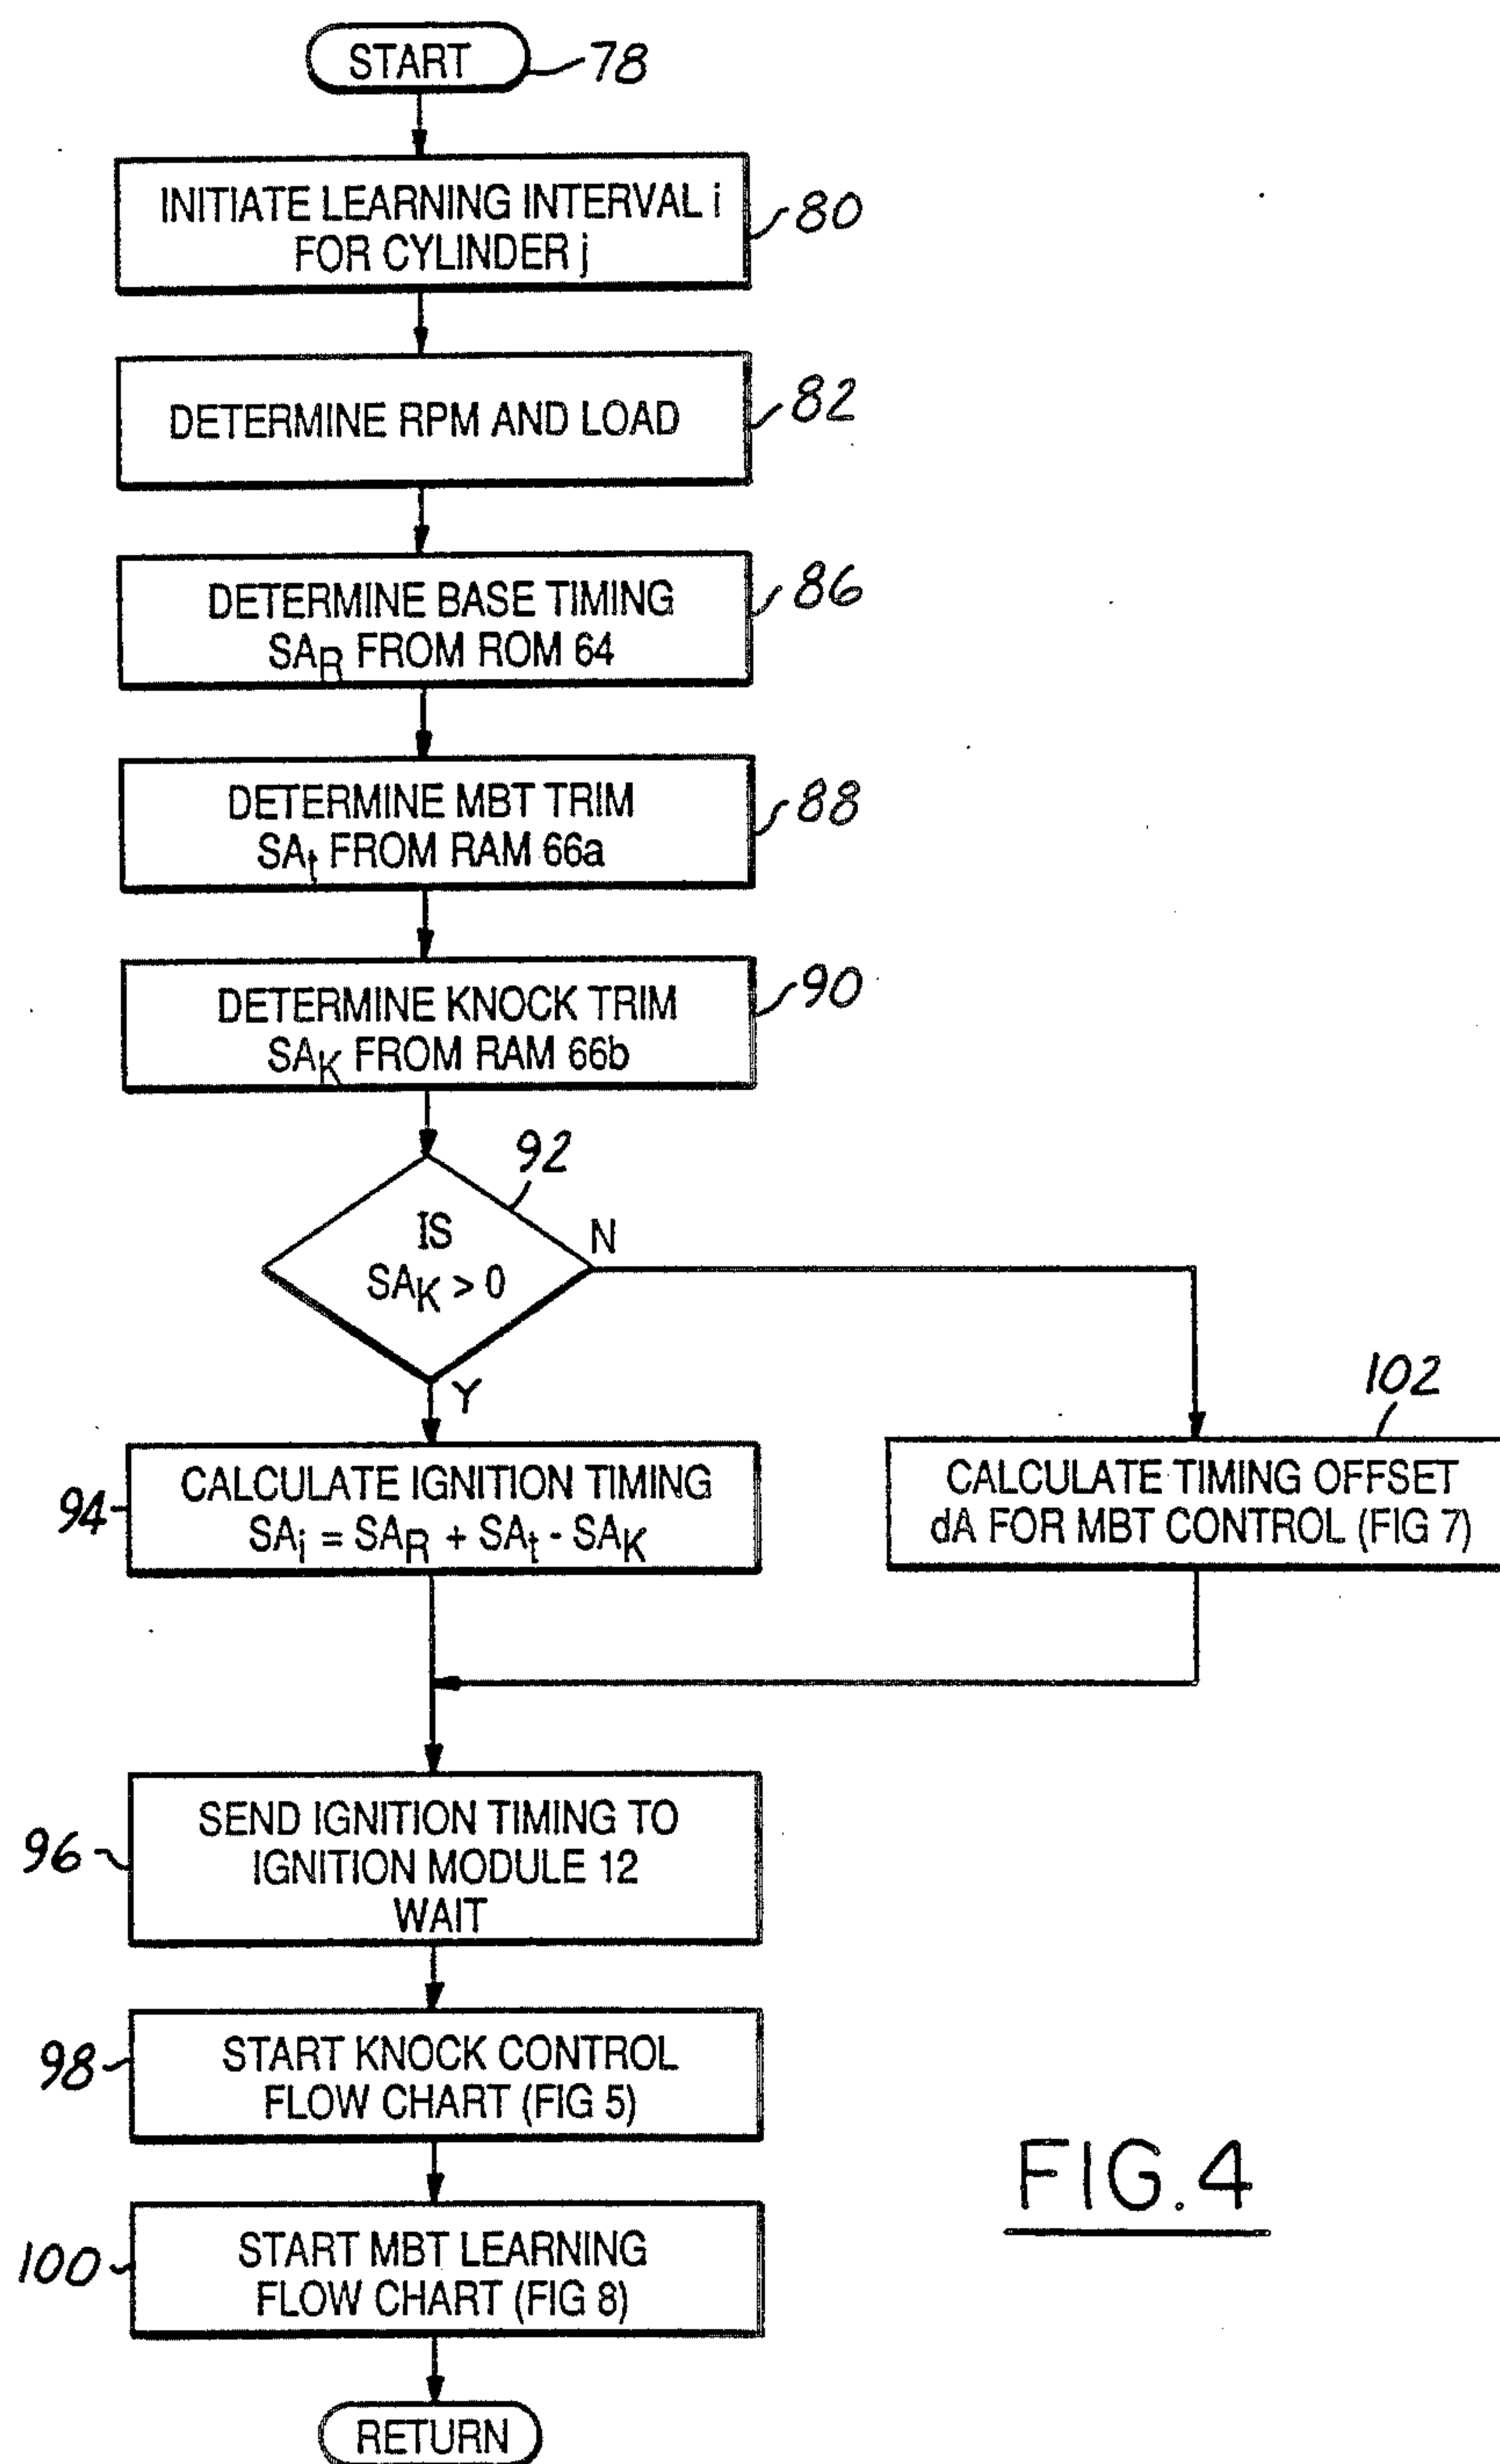 START
78
INITIATE LEARNING INTERVAL i
FOR CYLINDER j
80
DETERMINE RPM AND LOAD
82
DETERMINE BASE TIMING
SAR FROM ROM 64
86
DETERMINE MBT TRIM
SAt FROM RAM 66a
88
DETERMINE KNOCK TRIM
SAK FROM RAM 66b
90
92
IS
SAK > 0
N
Y
94
CALCULATE IGNITION TIMING
SAi = SAR + SAt - SAK
102
CALCULATE TIMING OFFSET
dA FOR MBT CONTROL (FIG 7)
96
SEND IGNITION TIMING TO
IGNITION MODULE 12
WAIT
98
START KNOCK CONTROL
FLOW CHART (FIG 5)
100
START MBT LEARNING
FLOW CHART (FIG 8)
RETURN
FIG.4